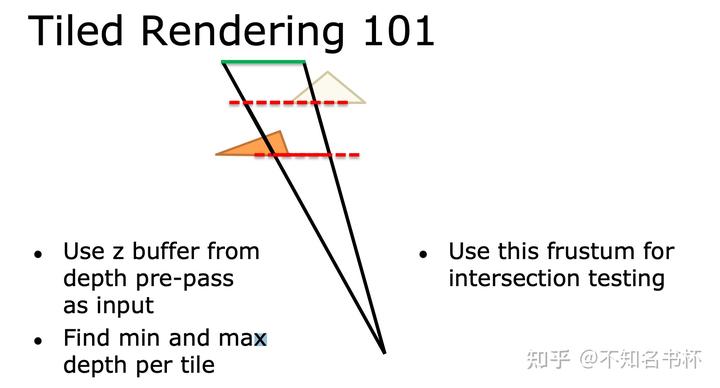 Tiled Rendering 101
• Use z buffer from
depth pre-pass
as input
• Find min and max
depth per tile
• Use this frustum for
intersection testing
知乎 @不知名书杯